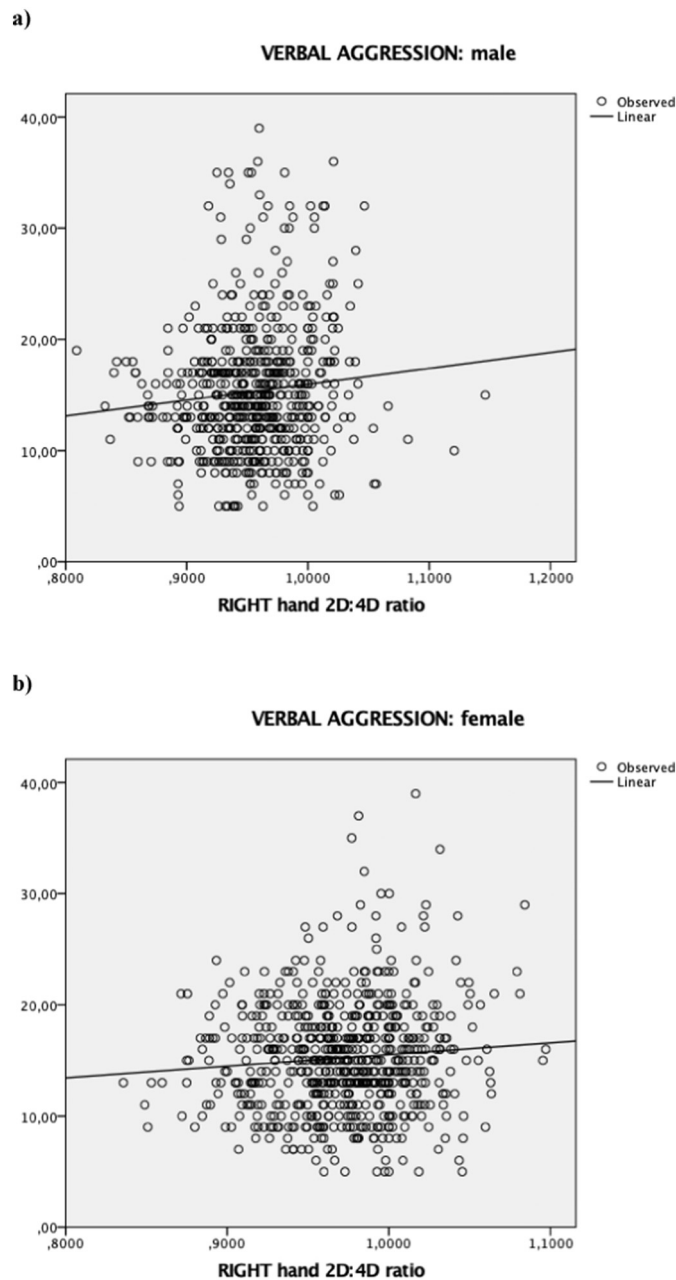 a)
VERBAL AGGRESSION: male
Observed
Linear
40,00
30,00
20,00
10,00
,00
,8000 ,9000 1,0000 1,1000 1,2000
RIGHT hand 2D:4D ratio
b)
VERBAL AGGRESSION: female
Observed
Linear
40,00
30,00
20,00
10,00
,00
,8000 ,9000 1,0000 1,1000
RIGHT hand 2D:4D ratio